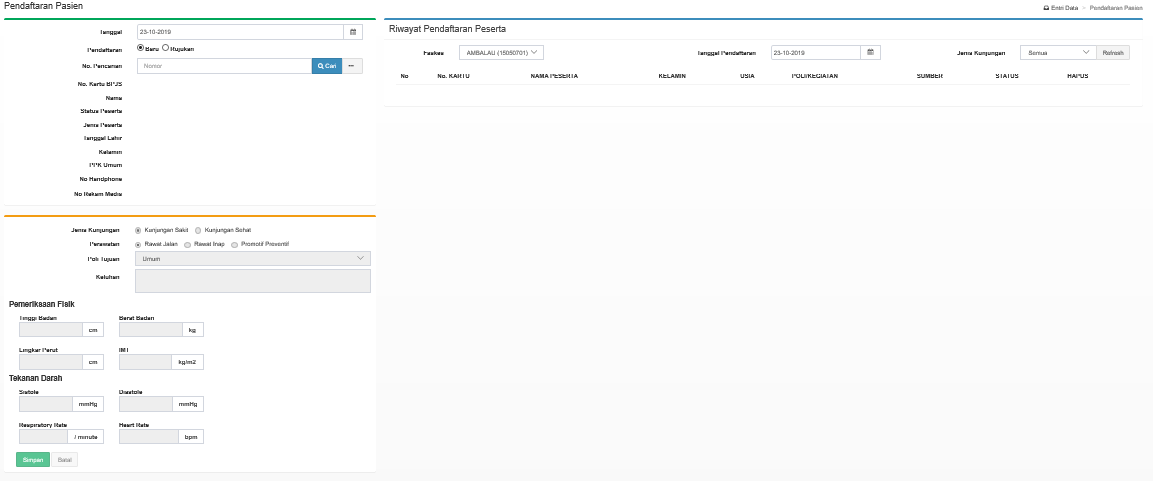 Pendaftaran Pasien
Entri Data > Pendaftaran Pasien
Tanggal 23-10-2019
Pendaftaran Baru Rujukan
No. Pencarian Nomor Cari ...
No. Kartu BPJS
Nama
Status Peserta
Jenis Peserta
Tanggal Lahir
Kelamin
PPK Umum
No Handphone
No Rekam Medis
Jenis Kunjungan Kunjungan Sakit Kunjungan Sehat
Perawatan Rawat Jalan Rawat Inap Promotif Preventif
Poli Tujuan Umum
Keluhan
Pemeriksaan Fisik
Tinggi Badan Berat Badan
cm kg
Lingkar Perut IMT
cm kg/m2
Tekanan Darah
Sistole Diastole
mmHg mmHg
Respiratory Rate Heart Rate
/ minute bpm
Simpan Batal
Riwayat Pendaftaran Peserta
Faskes AMBALAU (15050701) Tanggal Pendaftaran 23-10-2019 Jenis Kunjungan Semua Refresh
No No. KARTU NAMA PESERTA KELAMIN USIA POLI/KEGIATAN SUMBER STATUS HAPUS